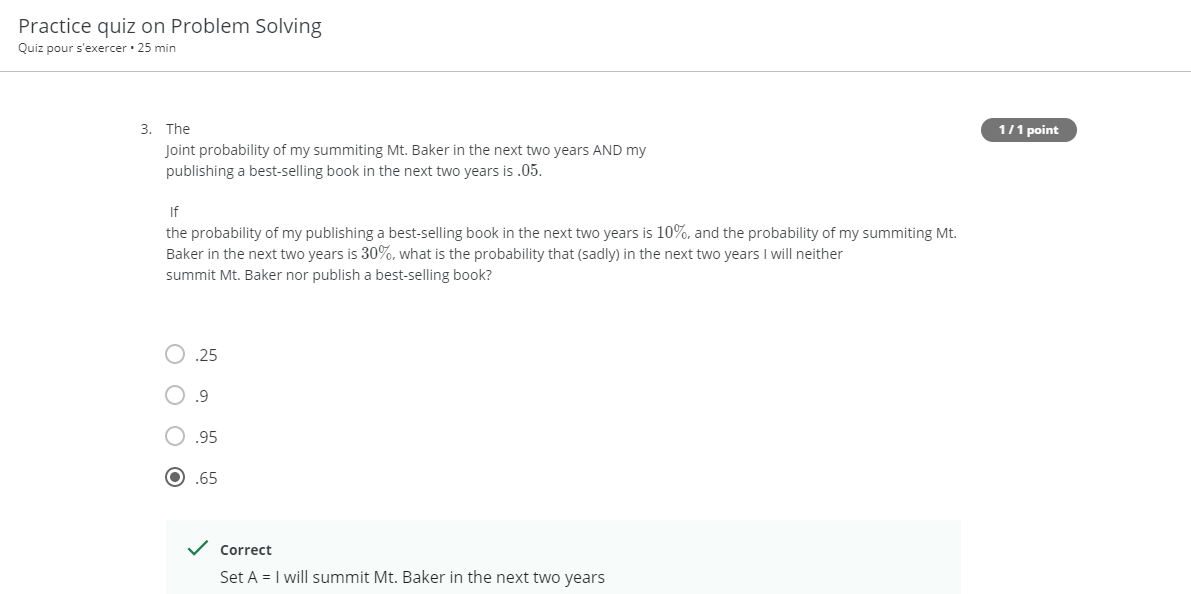 Practice quiz on Problem Solving
Quiz pour s'exercer • 25 min
3. The
1 / 1 point
Joint probability of my summiting Mt. Baker in the next two years AND my
publishing a best-selling book in the next two years is .05.
If
the probability of my publishing a best-selling book in the next two years is 10%, and the probability of my summiting Mt.
Baker in the next two years is 30%, what is the probability that (sadly) in the next two years I will neither
summit Mt. Baker nor publish a best-selling book?
.25
.9
.95
.65
Correct
Set A = I will summit Mt. Baker in the next two years